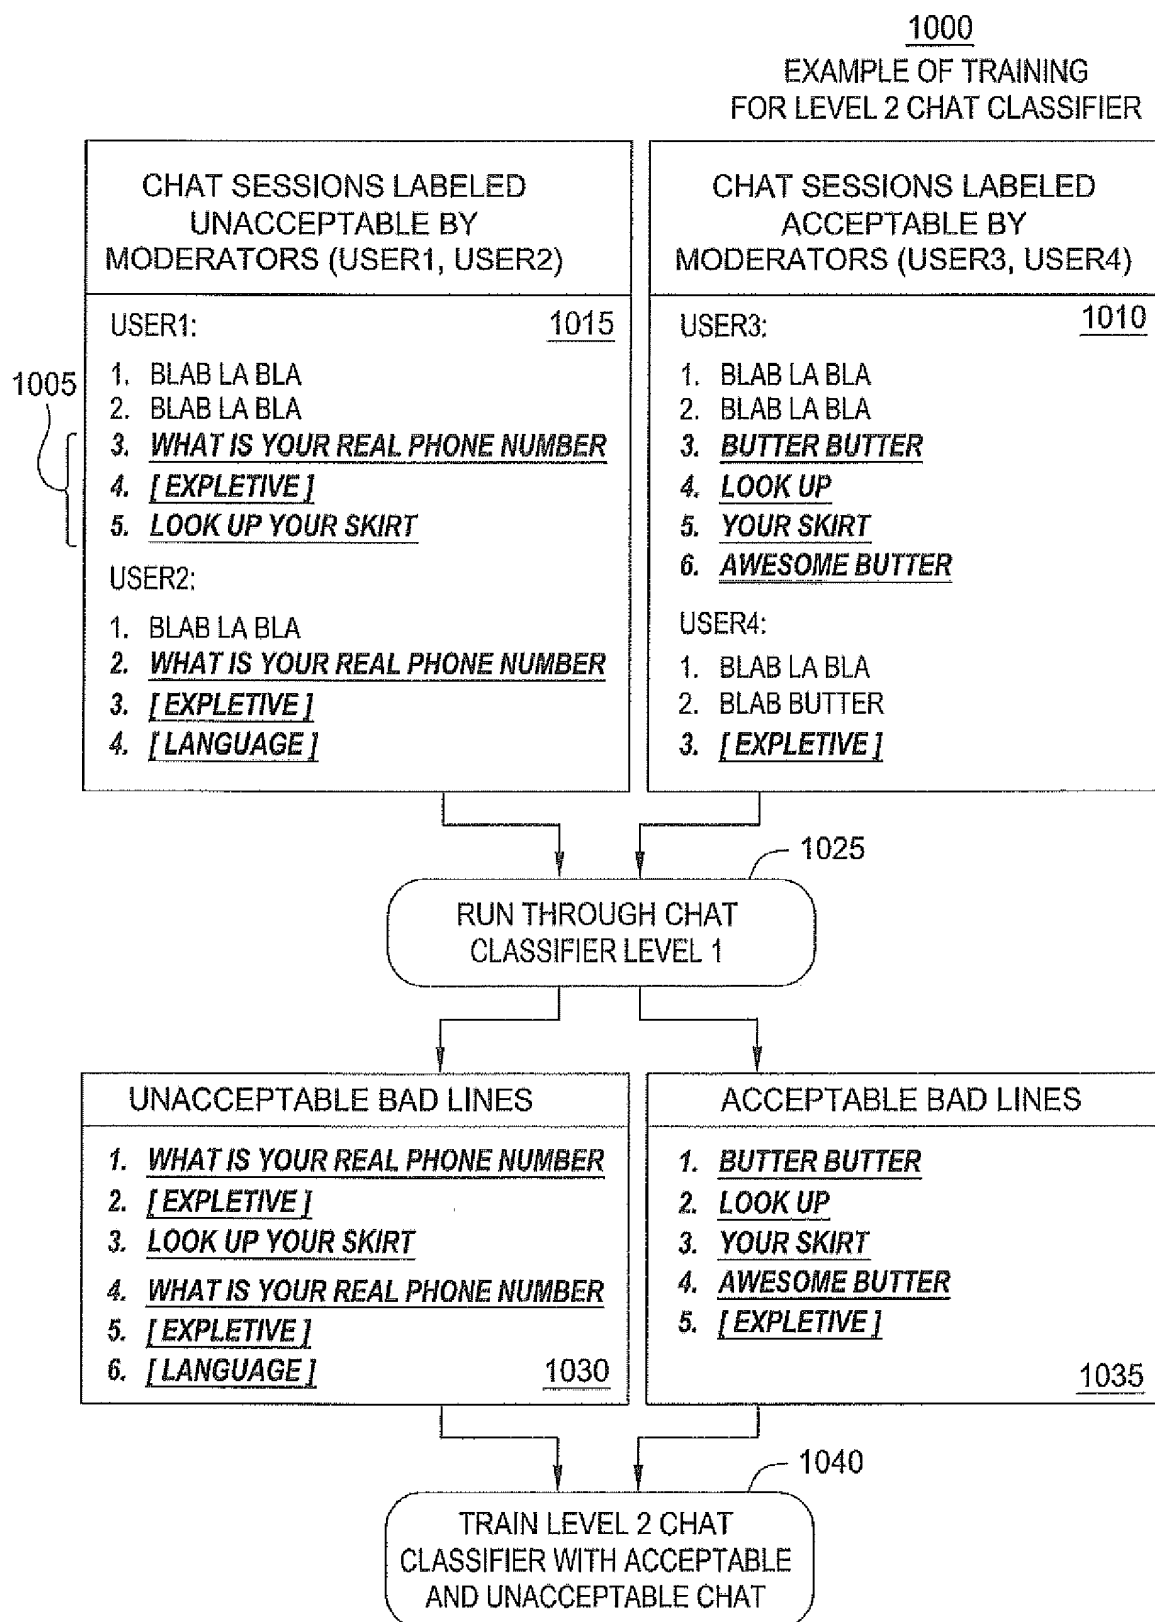 1000
EXAMPLE OF TRAINING
FOR LEVEL 2 CHAT CLASSIFIER
CHAT SESSIONS LABELED
UNACCEPTABLE BY
MODERATORS (USER1, USER2)
USER1:
1015
1005
1. BLAB LA BLA
2. BLAB LA BLA
3. WHAT IS YOUR REAL PHONE NUMBER
4. [EXPLETIVE]
5. LOOK UP YOUR SKIRT
USER2:
1. BLAB LA BLA
2. WHAT IS YOUR REAL PHONE NUMBER
3. [EXPLETIVE]
4. [LANGUAGE]
CHAT SESSIONS LABELED
ACCEPTABLE BY
MODERATORS (USER3, USER4)
USER3:
1010
1. BLAB LA BLA
2. BLAB LA BLA
3. BUTTER BUTTER
4. LOOK UP
5. YOUR SKIRT
6. AWESOME BUTTER
USER4:
1. BLAB LA BLA
2. BLAB BUTTER
3. [EXPLETIVE]
1025
RUN THROUGH CHAT
CLASSIFIER LEVEL 1
UNACCEPTABLE BAD LINES
1. WHAT IS YOUR REAL PHONE NUMBER
2. [EXPLETIVE]
3. LOOK UP YOUR SKIRT
4. WHAT IS YOUR REAL PHONE NUMBER
5. [EXPLETIVE]
6. [LANGUAGE]
1030
ACCEPTABLE BAD LINES
1. BUTTER BUTTER
2. LOOK UP
3. YOUR SKIRT
4. AWESOME BUTTER
5. [EXPLETIVE]
1035
1040
TRAIN LEVEL 2 CHAT
CLASSIFIER WITH ACCEPTABLE
AND UNACCEPTABLE CHAT